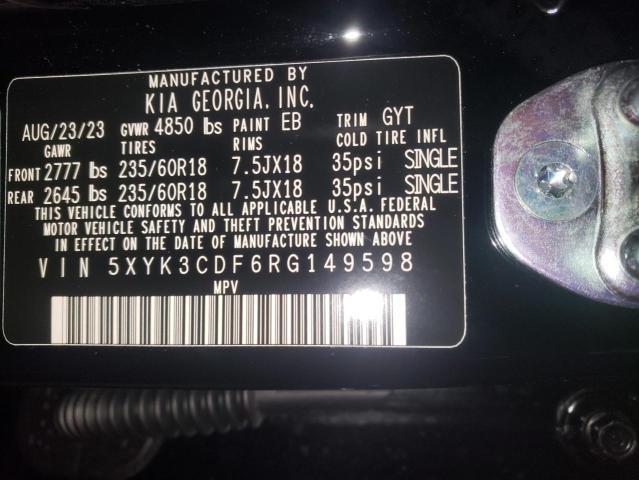 MANUFACTURED BY
KIA GEORGIA, INC.
AUG/23/23 GVWR 4850 lbs PAINT EB TRIM GYT
GAWR TIRES RIMS COLD TIRE INFL
FRONT 2777 lbs 235/60R18 7.5JX18 35psi SINGLE
REAR 2645 lbs 235/60R18 7.5JX18 35psi SINGLE
THIS VEHICLE CONFORMS TO ALL APPLICABLE U.S.A. FEDERAL
MOTOR VEHICLE SAFETY AND THEFT PREVENTION STANDARDS
IN EFFECT ON THE DATE OF MANUFACTURE SHOWN ABOVE
VIN 5XYK3CDF6RG149598
MPV